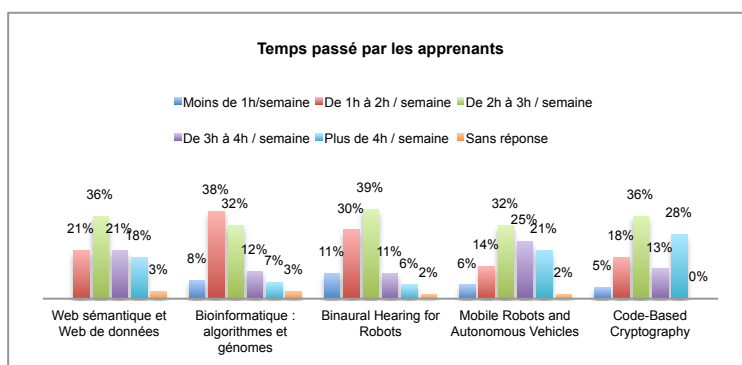 Temps passé par les apprenants
Moins de 1h/semaine De 1h à 2h / semaine De 2h à 3h / semaine
De 3h à 4h / semaine Plus de 4h / semaine Sans réponse
21% 36% 21% 18% 3%
8% 38% 32% 12% 7% 3%
11% 30% 39% 11% 6% 2%
6% 14% 32% 25% 21% 2%
5% 18% 36% 13% 28% 0%
Web sémantique et
Web de données
Bioinformatique :
algorithmes et
génomes
Binaural Hearing for
Robots
Mobile Robots and
Autonomous Vehicles
Code-Based
Cryptography